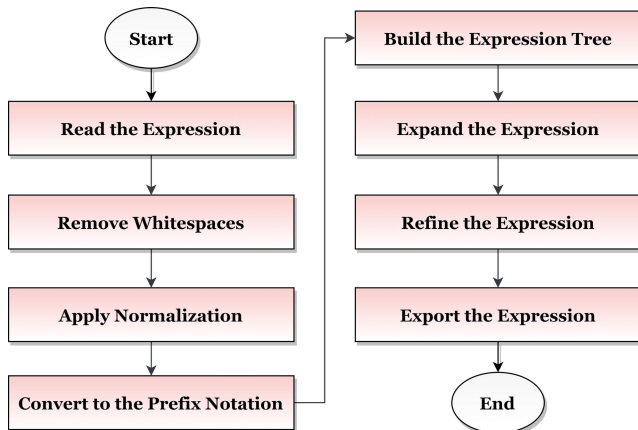 Start
Read the Expression
Remove Whitespaces
Apply Normalization
Convert to the Prefix Notation
Build the Expression Tree
Expand the Expression
Refine the Expression
Export the Expression
End